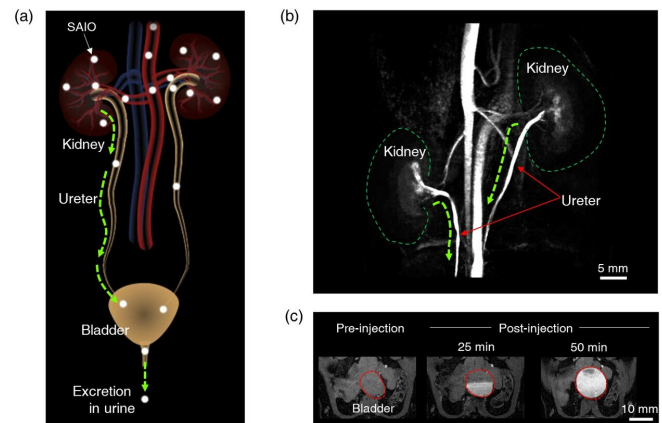 (a)
SAIO
Kidney
Ureter
Bladder
Excretion
in urine
(b)
Kidney
Kidney
Ureter
5 mm
(c)
Pre-injection
Post-injection
25 min
50 min
Bladder
10 mm